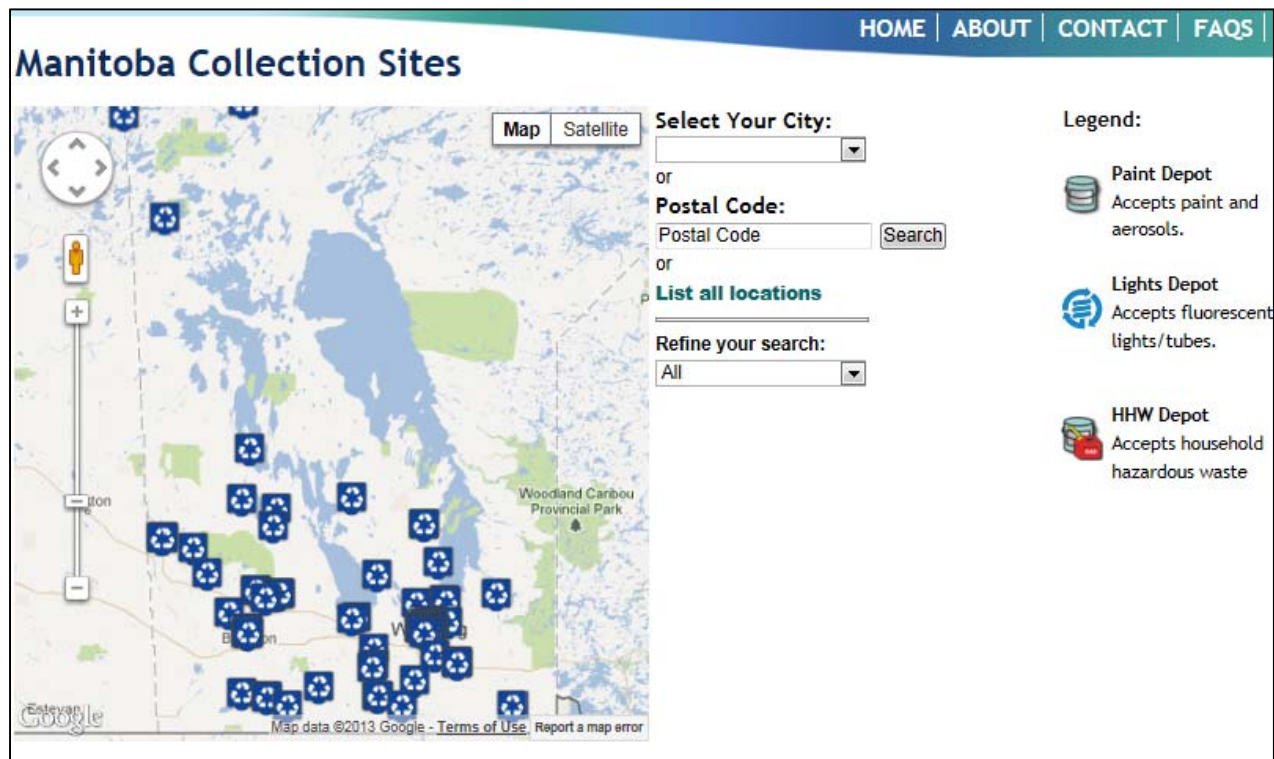 HOME | ABOUT | CONTACT | FAQS |
Manitoba Collection Sites
Map Satellite
Woodland Caribou
Provincial Park
Estevan
Google
Map data ©2013 Google - Terms of Use Report a map error
Select Your City:
or
Postal Code:
Postal Code Search
or
List all locations
Refine your search:
All
Legend:
Paint Depot
Accepts paint and
aerosols.
Lights Depot
Accepts fluorescent
lights/tubes.
HHW Depot
Accepts household
hazardous waste